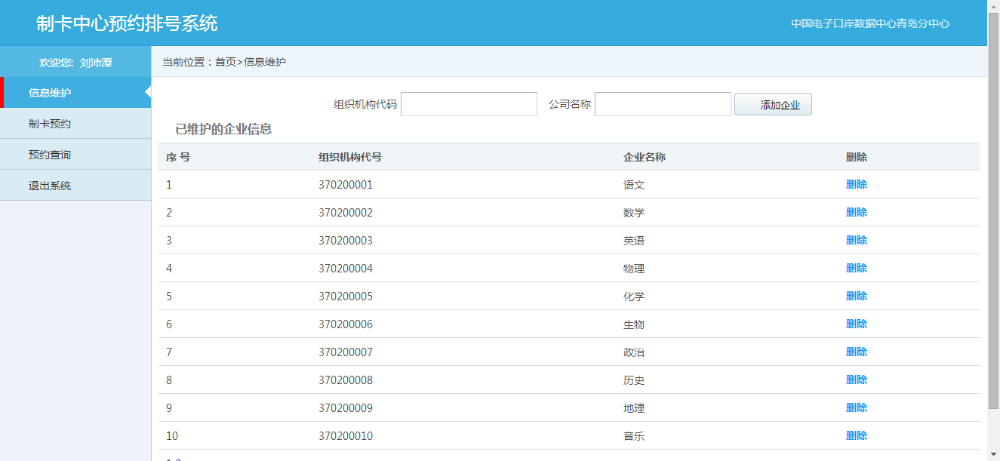 制卡中心预约排号系统
中国电子口岸数据中心青岛分中心
欢迎您: 刘沛潭
当前位置：首页>信息维护
信息维护
制卡预约
预约查询
退出系统
组织机构代码 公司名称 添加企业
已维护的企业信息
序 号 组织机构代号 企业名称 删除
1 370200001 语文 删除
2 370200002 数学 删除
3 370200003 英语 删除
4 370200004 物理 删除
5 370200005 化学 删除
6 370200006 生物 删除
7 370200007 政治 删除
8 370200008 历史 删除
9 370200009 地理 删除
10 370200010 音乐 删除